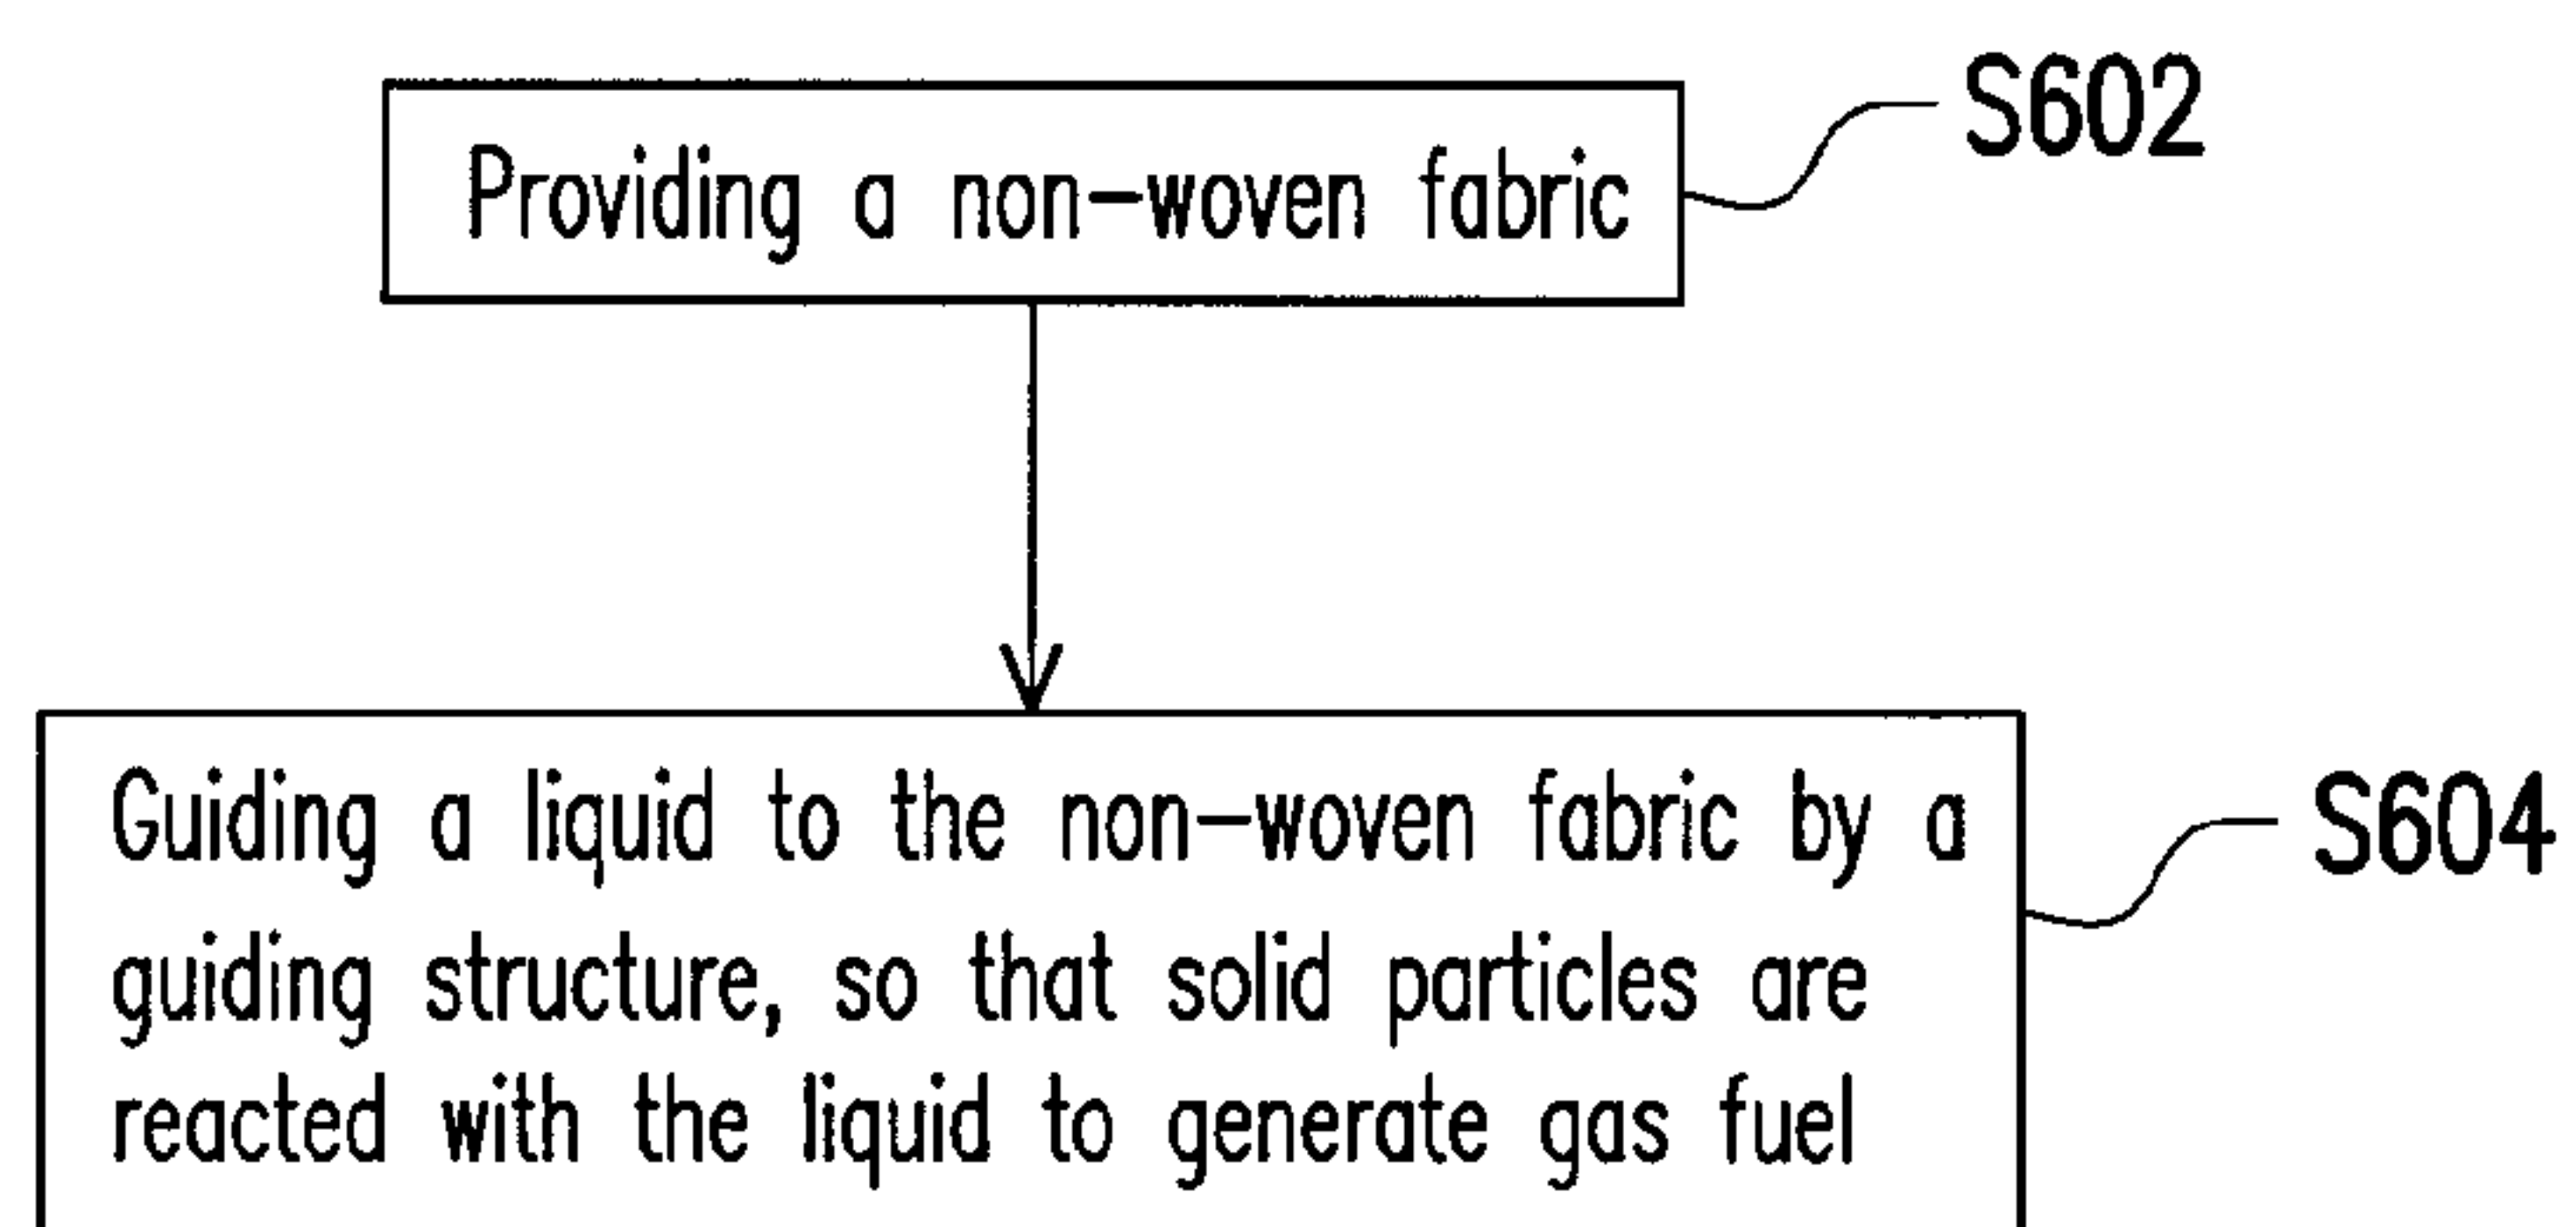 Providing a non-woven fabric
S602
Guiding a liquid to the non-woven fabric by a
guiding structure, so that solid particles are
reacted with the liquid to generate gas fuel
S604